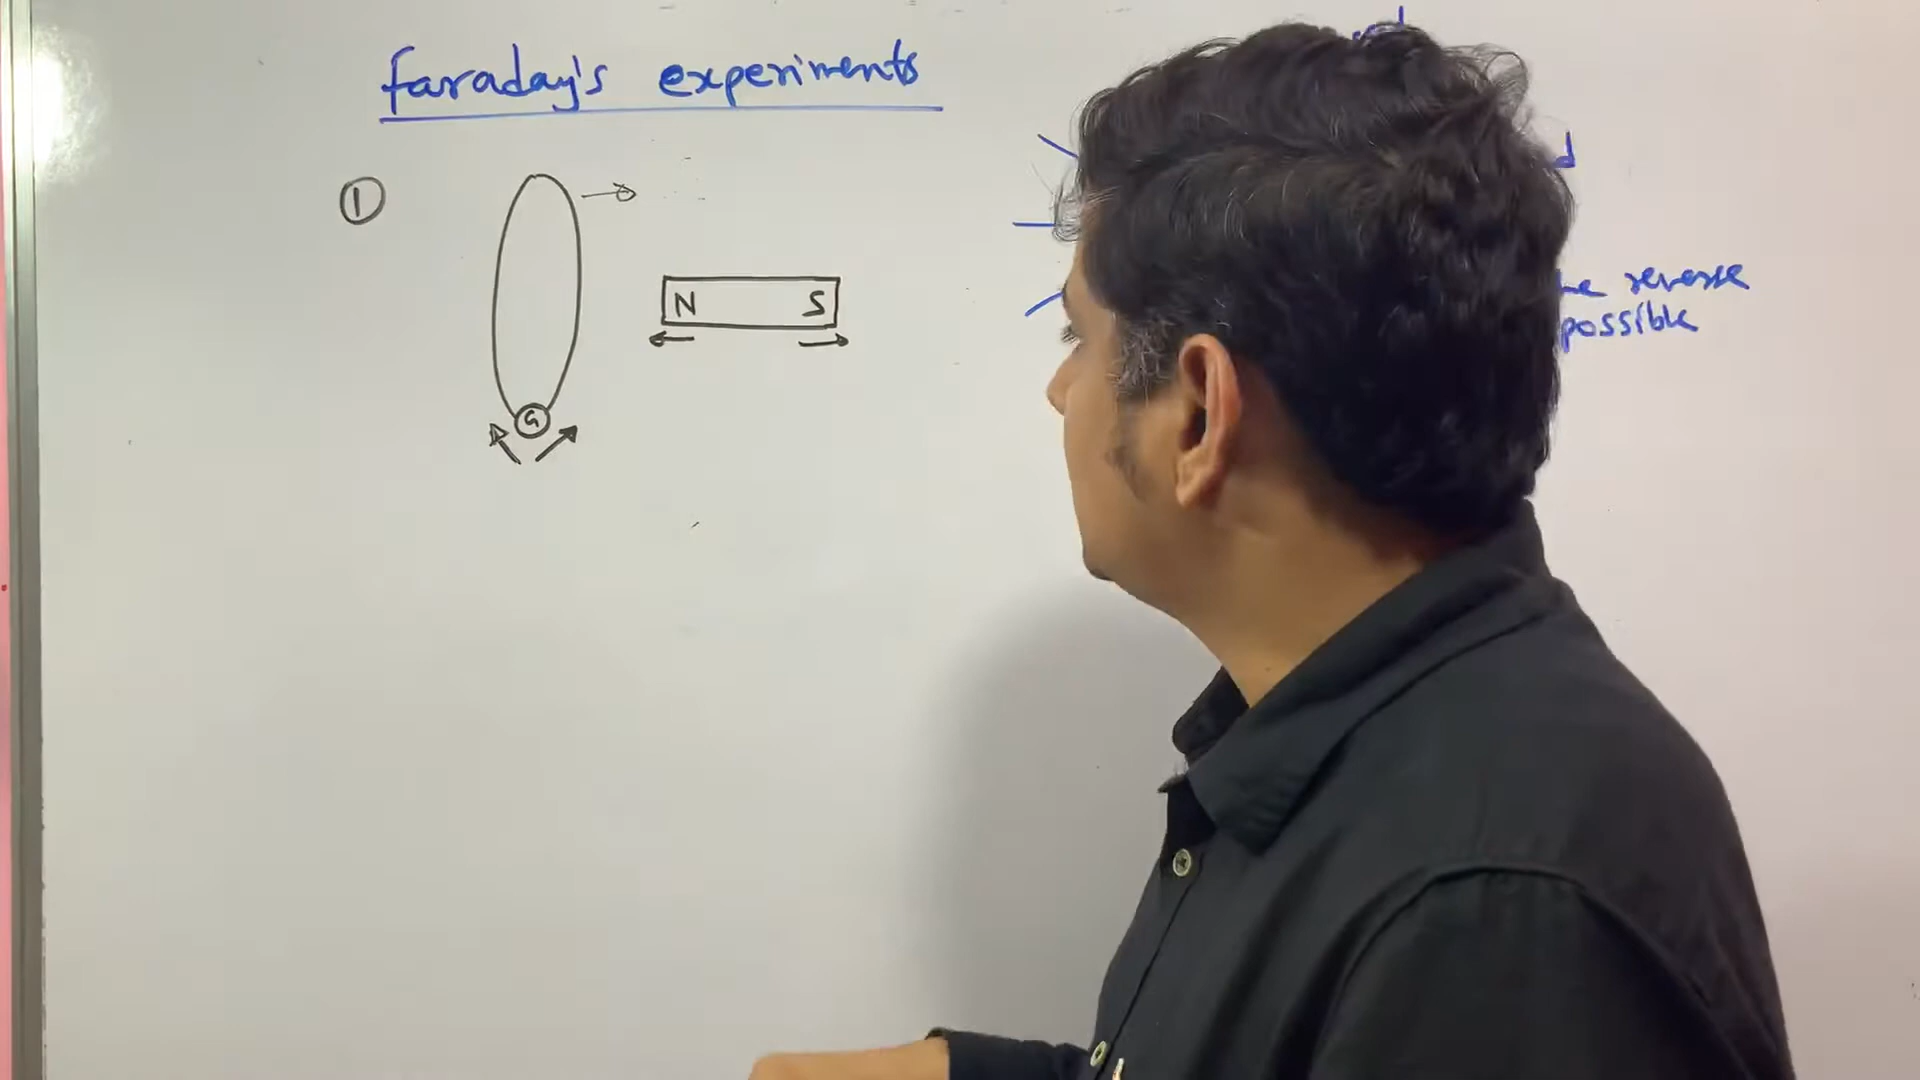 Faraday's experiments
①
N S
G
reverse
possible